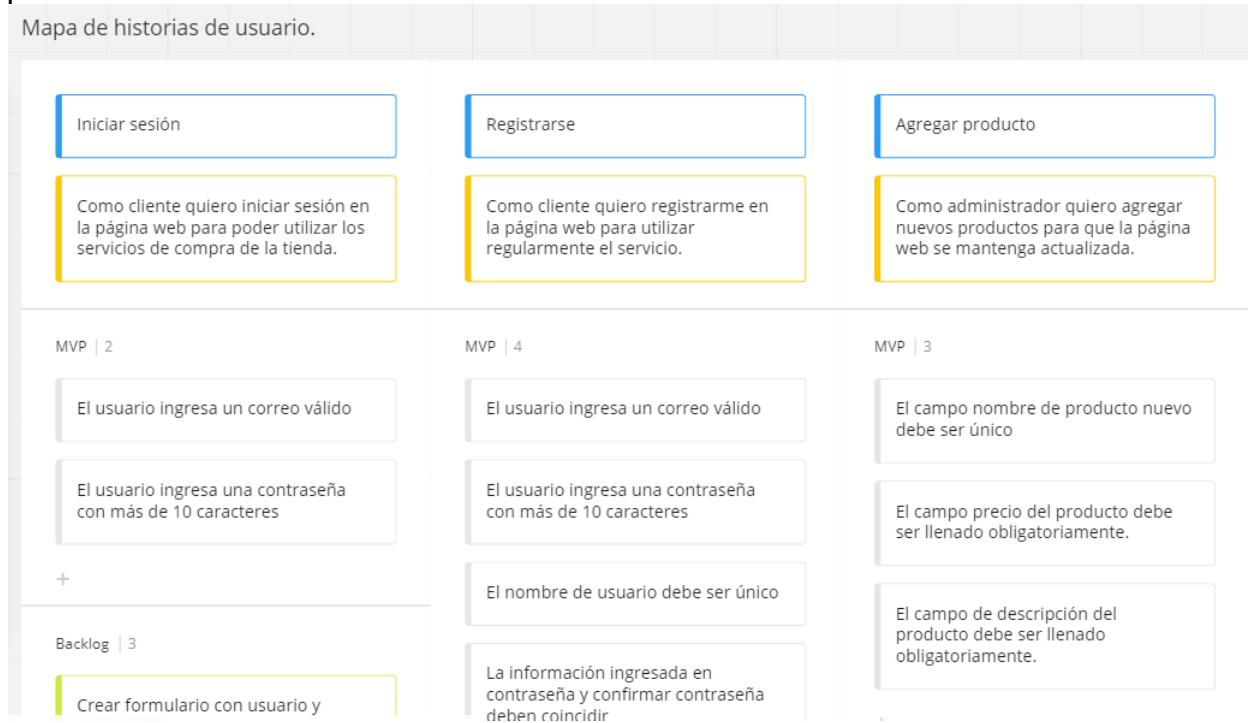 Mapa de historias de usuario.
Iniciar sesión
Como cliente quiero iniciar sesión en
la página web para poder utilizar los
servicios de compra de la tienda.
MVP | 2
El usuario ingresa un correo válido
El usuario ingresa una contraseña
con más de 10 caracteres
+
Backlog | 3
Crear formulario con usuario y
Registrarse
Como cliente quiero registrarme en
la página web para utilizar
regularmente el servicio.
MVP | 4
El usuario ingresa un correo válido
El usuario ingresa una contraseña
con más de 10 caracteres
El nombre de usuario debe ser único
La información ingresada en
contraseña y confirmar contraseña
deben coincidir
Agregar producto
Como administrador quiero agregar
nuevos productos para que la página
web se mantenga actualizada.
MVP | 3
El campo nombre de producto nuevo
debe ser único
El campo precio del producto debe
ser llenado obligatoriamente.
El campo de descripción del
producto debe ser llenado
obligatoriamente.